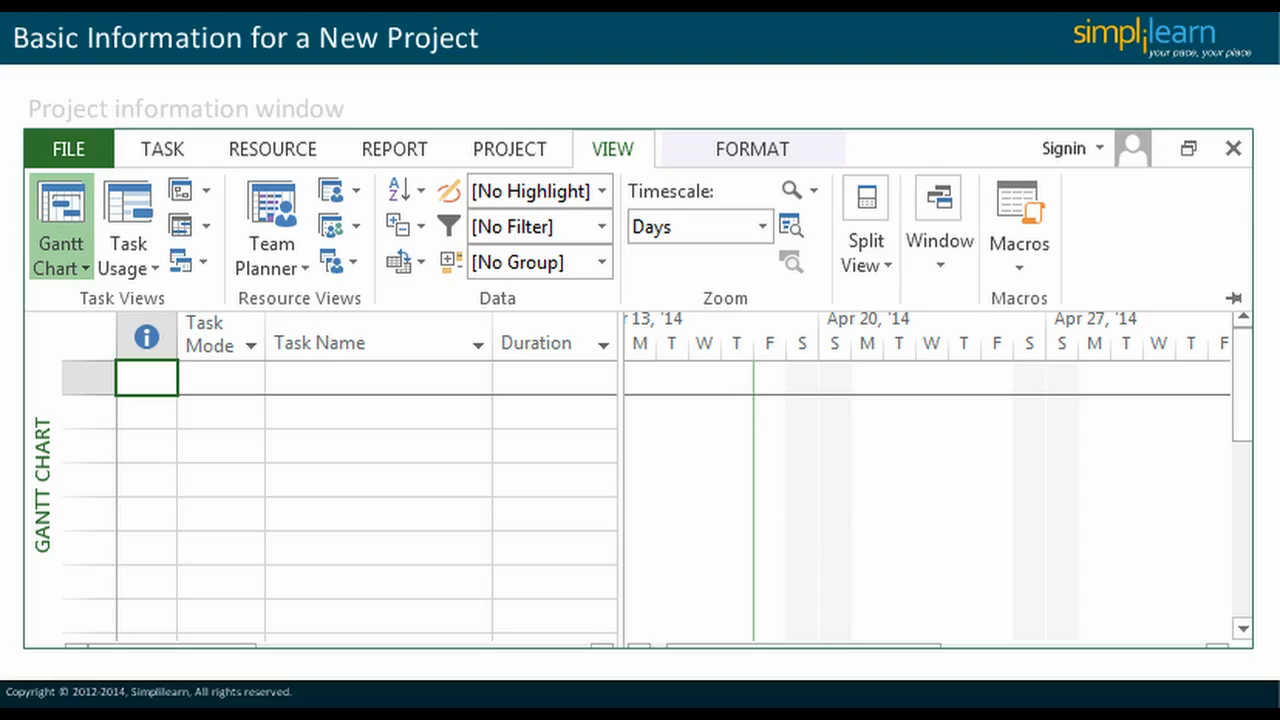 Basic Information for a New Project
simplilearn
your pace, your place
Project information window
FILE TASK RESOURCE REPORT PROJECT VIEW FORMAT Signin
Gantt Chart
Task Usage
Task Views
Team Planner
Resource Views
A
Z
[No Highlight]
[No Filter]
[No Group]
Data
Timescale:
Days
Zoom
Split View
Window
Macros
Macros
i
Task Mode
Task Name
Duration
r 13, '14 Apr 20, '14 Apr 27, '14
M T W T F S S M T W T F S S M T W T F
GANTT CHART
Copyright © 2012-2014, Simplilearn, All rights reserved.